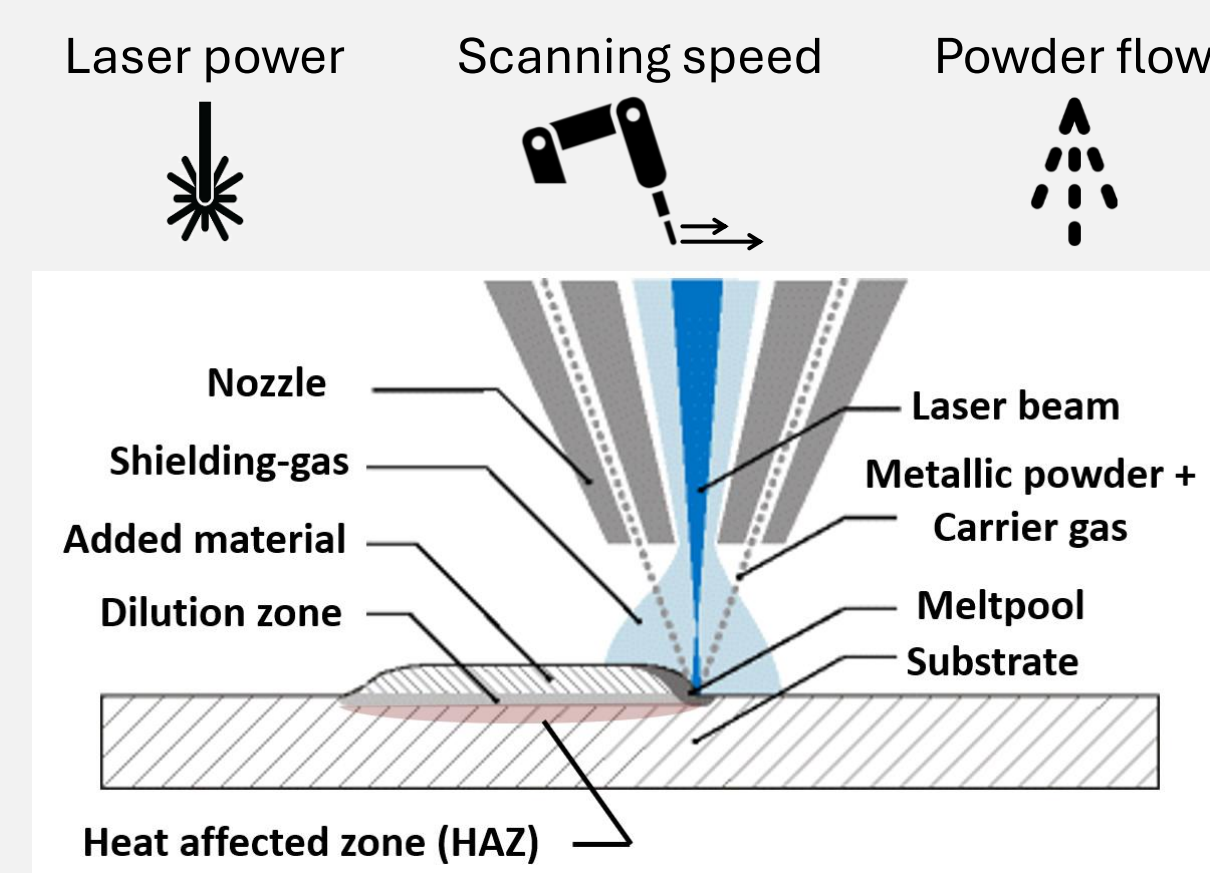 Laser power
Scanning speed
Powder flow
Nozzle
Shielding-gas
Added material
Dilution zone
Laser beam
Metallic powder +
Carrier gas
Meltpool
Substrate
Heat affected zone (HAZ)